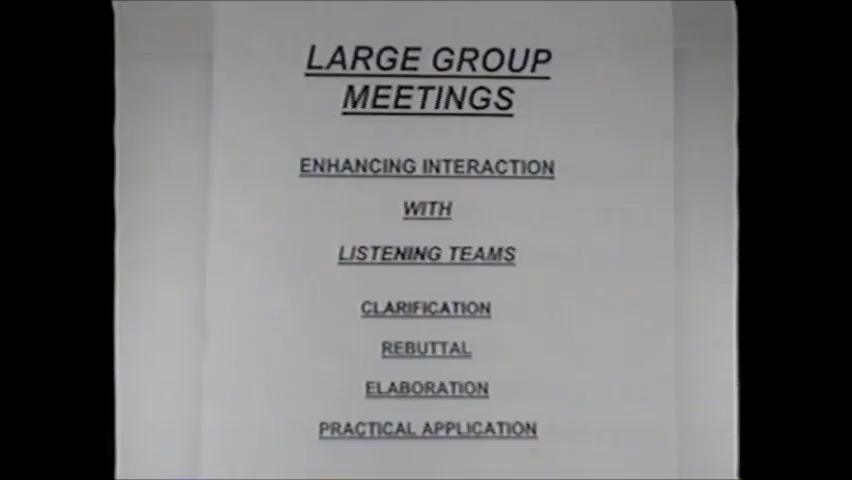 LARGE GROUP
MEETINGS
ENHANCING INTERACTION
WITH
LISTENING TEAMS
CLARIFICATION
REBUTTAL
ELABORATION
PRACTICAL APPLICATION